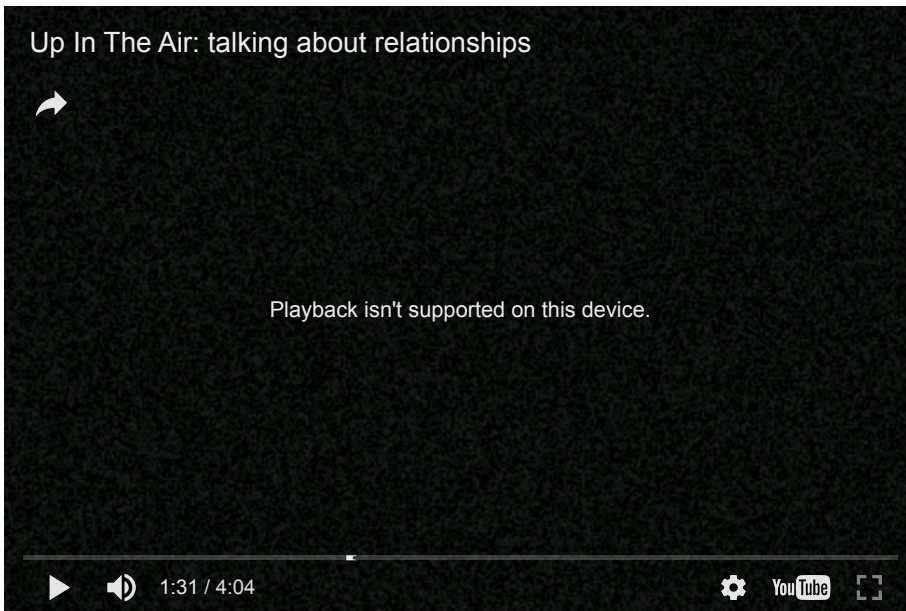 Up In The Air: talking about relationships
Playback isn't supported on this device.
1:31 / 4:04
YouTube